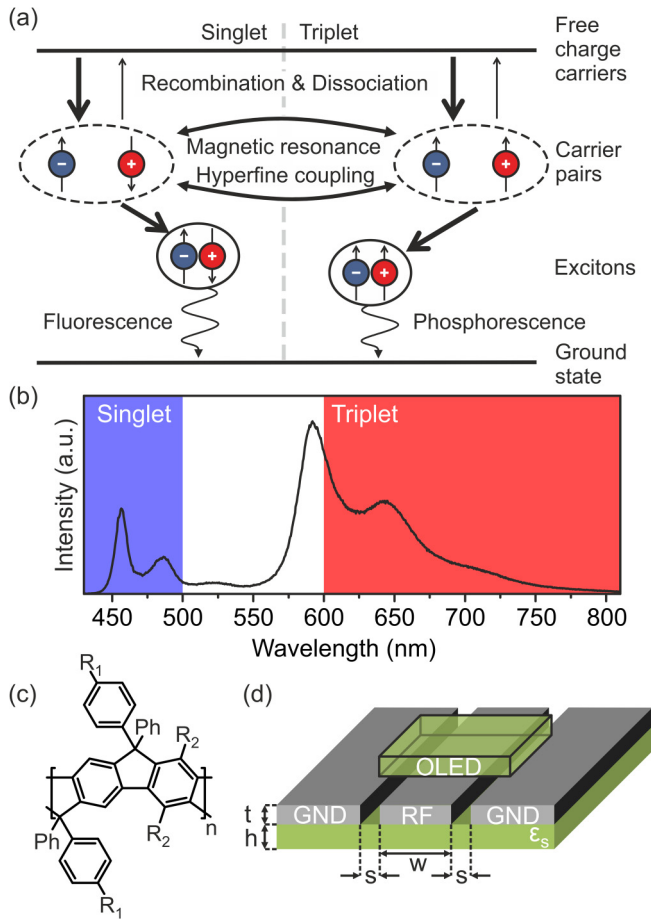 (a)
Singlet Triplet
Free
charge
carriers
Recombination & Dissociation
− + − +
Magnetic resonance
Hyperfine coupling
Carrier
pairs
− + − +
Excitons
Fluorescence Phosphorescence
Ground
state
(b)
Singlet Triplet
Intensity (a.u.)
450 500 550 600 650 700 750 800
Wavelength (nm)
(c)
R1
Ph R2
n
Ph R2
R1
(d)
OLED
t GND RF GND
h εs
s w s